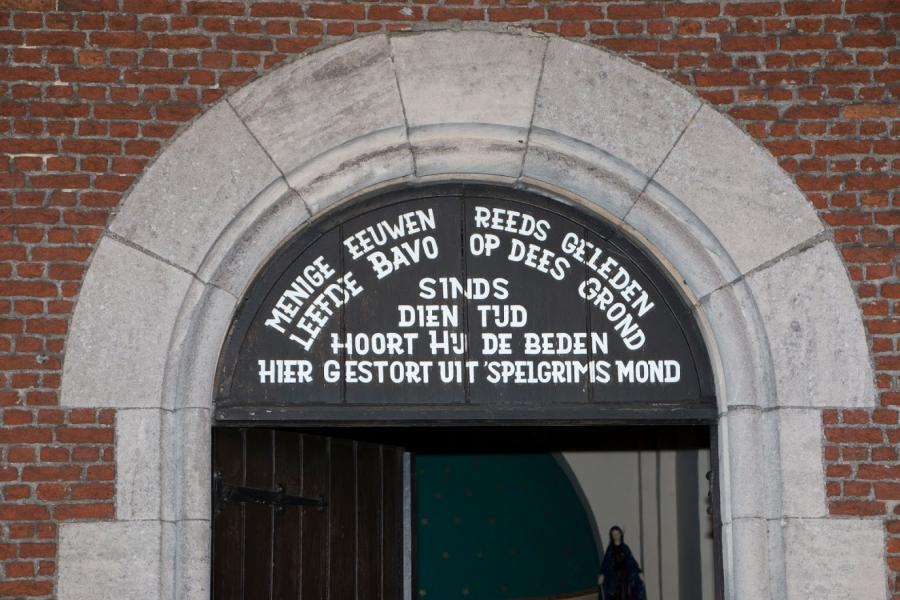 MENIGE EEUWEN REEDS GELEDEN
LEEFDE BAVO OP DEES GROND
SINDS
DIEN TIJD
HOORT HIJ DE BEDEN
HIER GESTORT UIT 'SPELGRIMS MOND